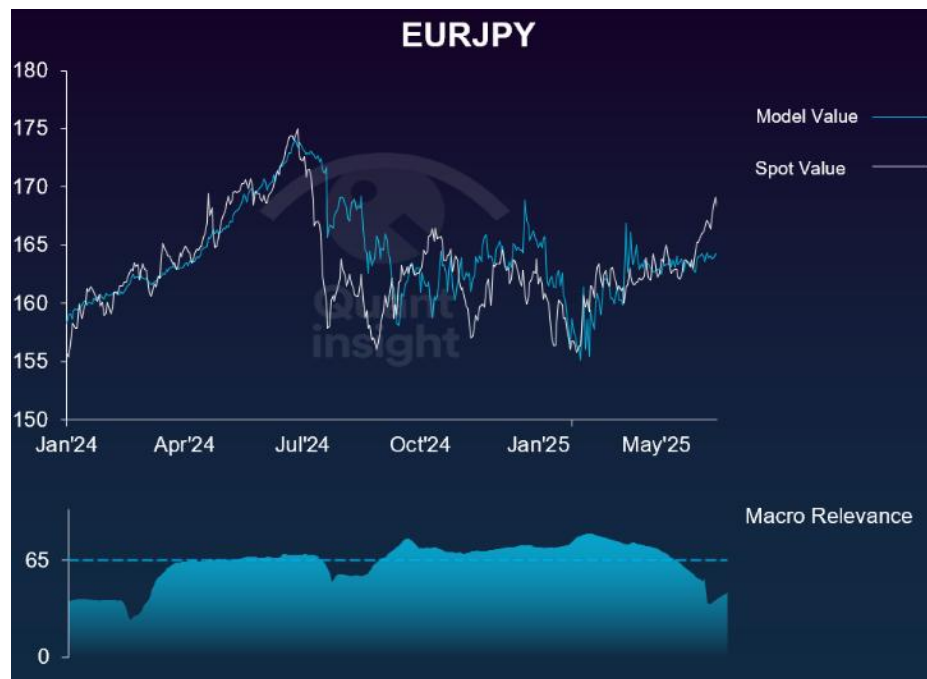 EURJPY
180
175
170
165
160
155
150
Model Value
Spot Value
Quant
insight
Jan'24 Apr'24 Jul'24 Oct'24 Jan'25 May'25
Macro Relevance
65
0